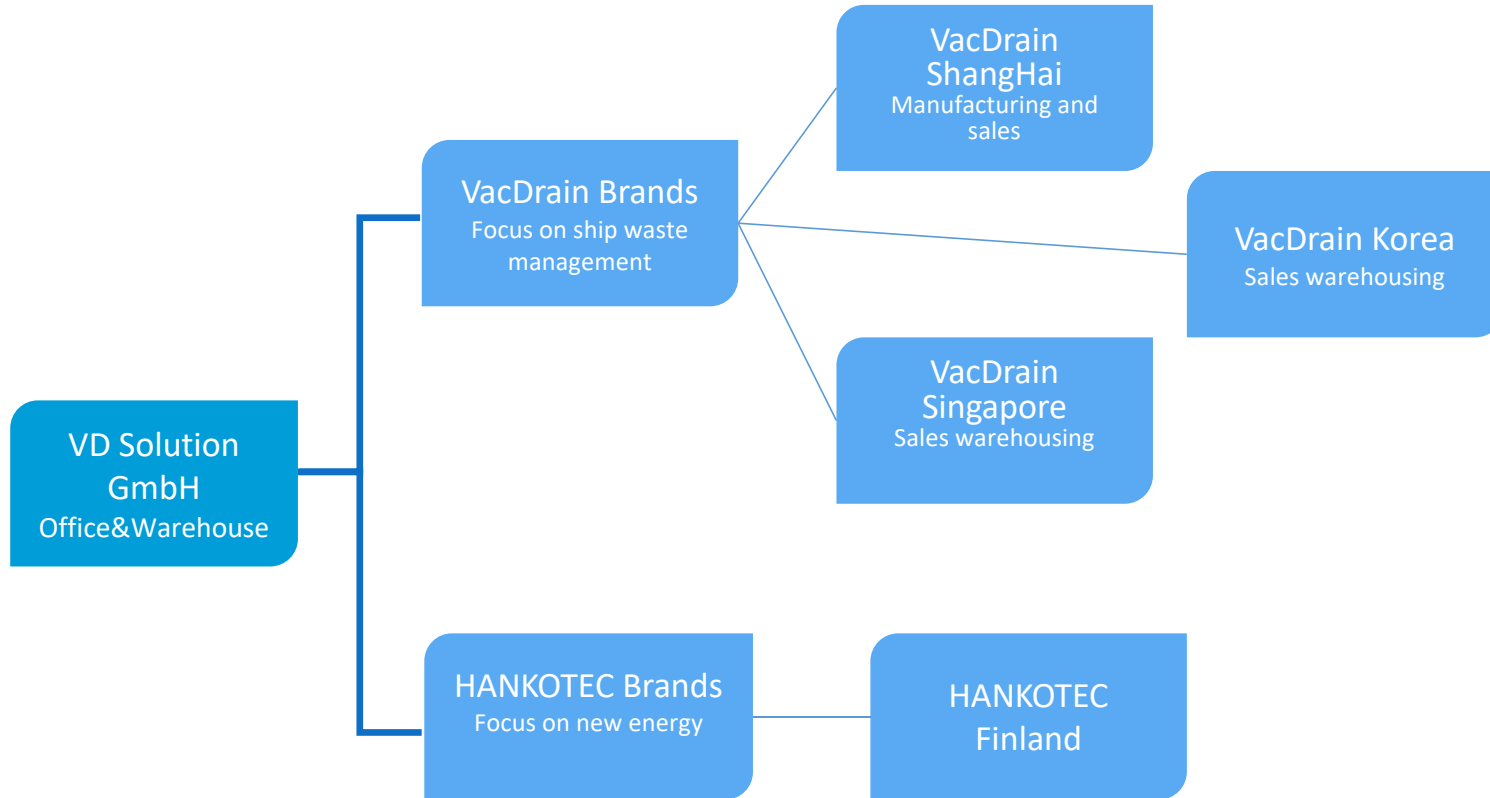 VacDrain
ShangHai
Manufacturing and
sales
VacDrain Brands
Focus on ship waste
management
VacDrain Korea
Sales warehousing
VacDrain
Singapore
Sales warehousing
VD Solution
GmbH
Office&Warehouse
HANKOTEC Brands
Focus on new energy
HANKOTEC
Finland